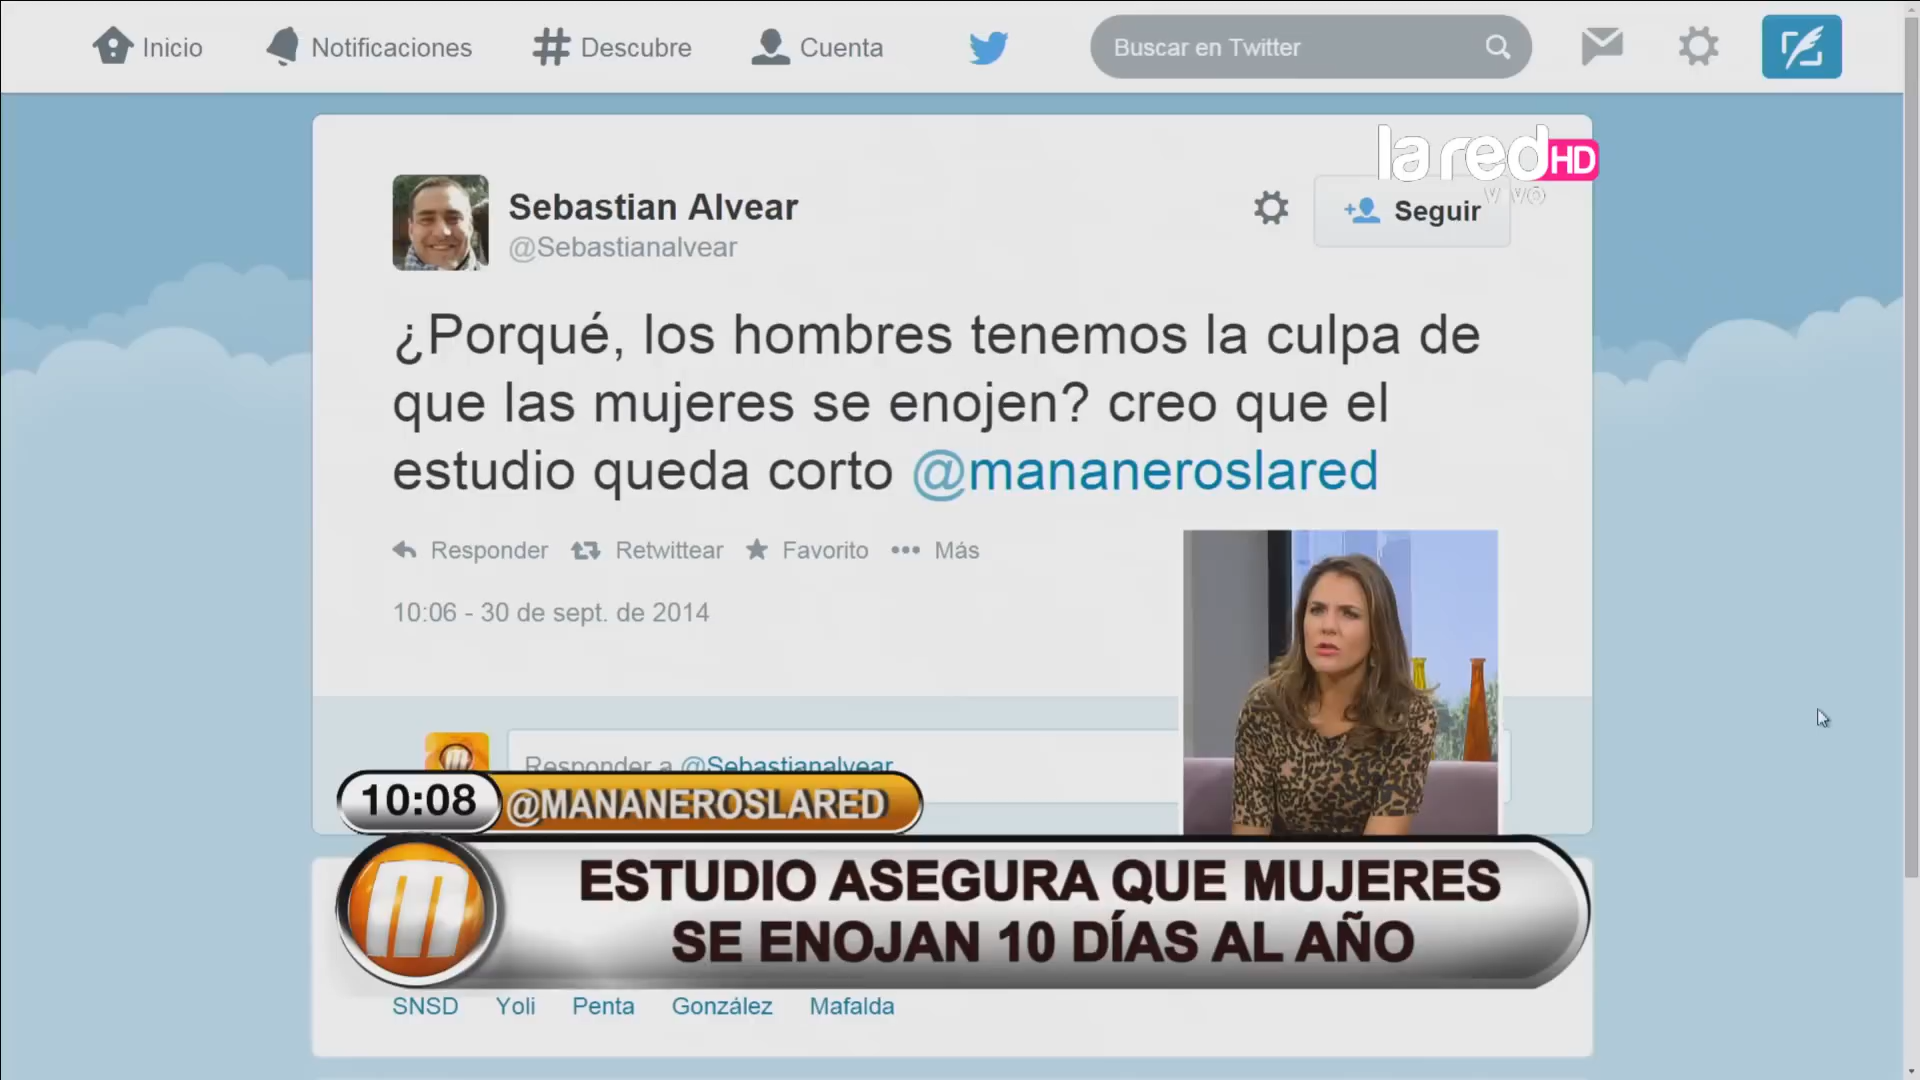 Inicio
Notificaciones
Descubre
Cuenta
Buscar en Twitter
la red HD
VIVO
Sebastian Alvear
@Sebastianalvear
Seguir
¿Porqué, los hombres tenemos la culpa de
que las mujeres se enojen? creo que el
estudio queda corto @mananeroslared
Responder Retwittear Favorito ••• Más
10:06 - 30 de sept. de 2014
Responder a @Sebastianalvear
10:08 @MANANEROSLARED
m
ESTUDIO ASEGURA QUE MUJERES
SE ENOJAN 10 DÍAS AL AÑO
SNSD Yoli Penta González Mafalda